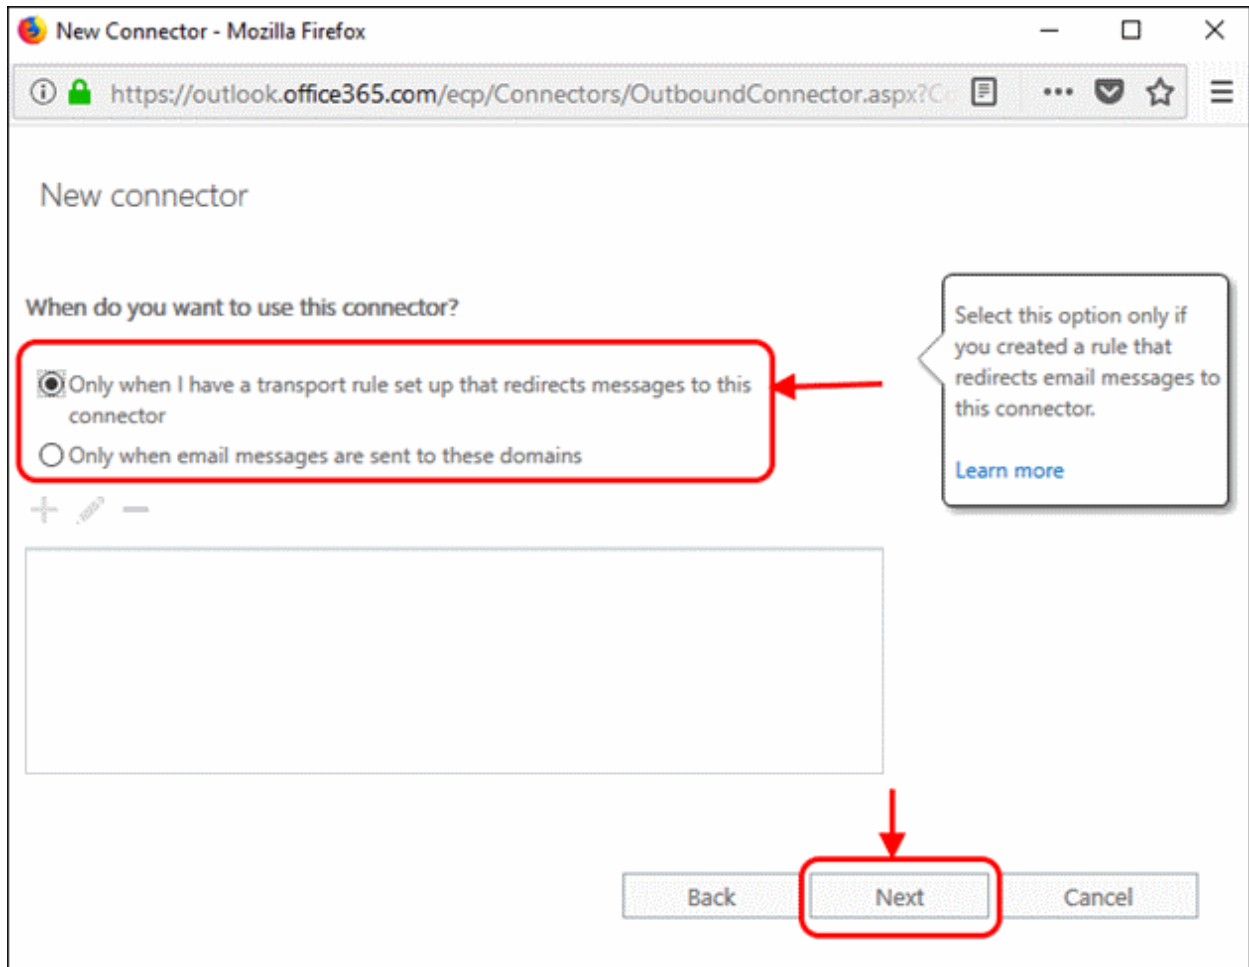 New Connector - Mozilla Firefox
https://outlook.office365.com/ecp/Connectors/OutboundConnector.aspx?Co
New connector
When do you want to use this connector?
Only when I have a transport rule set up that redirects messages to this
connector
Only when email messages are sent to these domains
Select this option only if
you created a rule that
redirects email messages to
this connector.
Learn more
Back
Next
Cancel